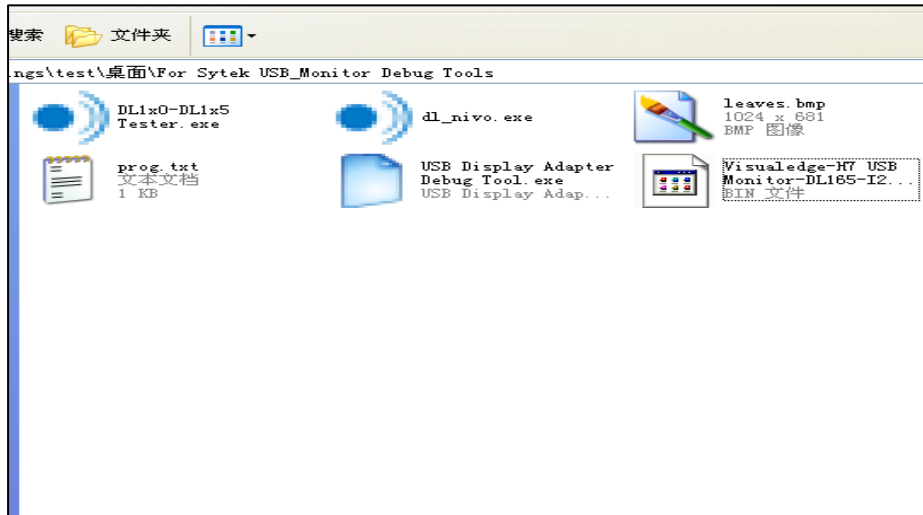 搜索 文件夹
ngs\test\桌面\For Sytek USB_Monitor Debug Tools
DL1x0-DL1x5
Tester.exe
dl_nivo.exe
leaves.bmp
1024 x 681
BMP 图像
prog.txt
文本文档
1 KB
USB Display Adapter
Debug Tool.exe
USB Display Adap...
Visualedge-H7 USB
Monitor-DL165-I2...
BIN 文件